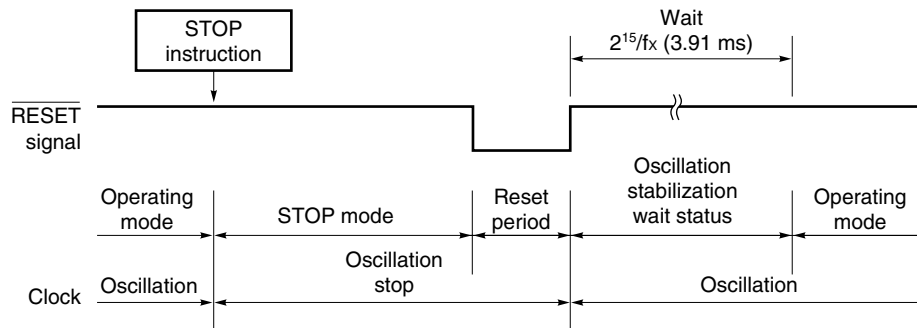 STOP
instruction
Wait
2¹⁵/fx (3.91 ms)
RESET
signal
Operating
mode
STOP mode
Reset
period
Oscillation
stabilization
wait status
Operating
mode
Clock
Oscillation
Oscillation
stop
Oscillation